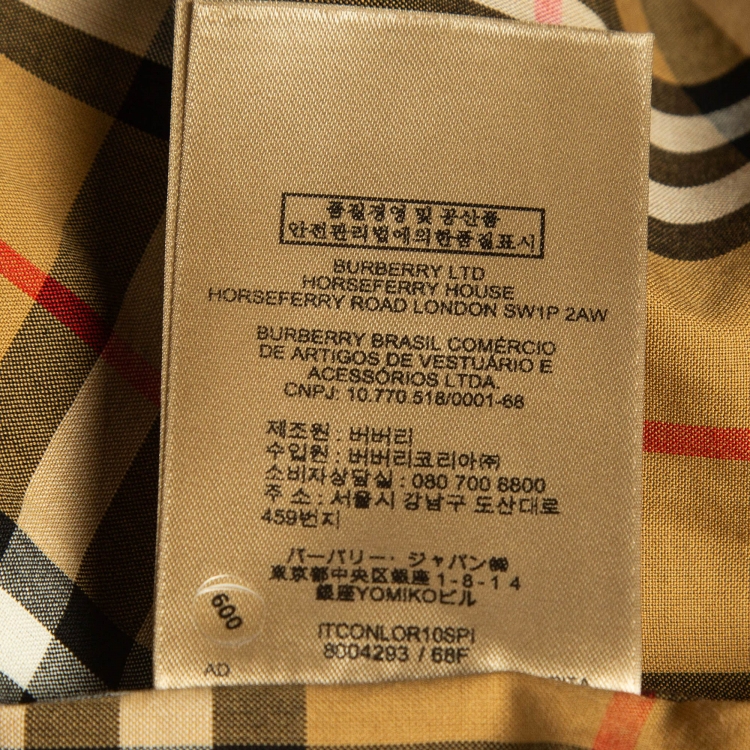 품질경영 및 공산품
안전관리법에의한품질표시
BURBERRY LTD
HORSEFERRY HOUSE
HORSEFERRY ROAD LONDON SW1P 2AW
BURBERRY BRASIL COMÉRCIO
DE ARTIGOS DE VESTUÁRIO E
ACESSÓRIOS LTDA.
CNPJ: 10.770.518/0001-68
제조원 : 버버리
수입원 : 버버리코리아㈜
소비자상담실 : 080 700 8800
주 소 : 서울시 강남구 도산대로
459번지
バーバリー・ジャパン㈱
東京都中央区銀座1-8-14
銀座YOMIKOビル
600
ITCONLOR10SPI
8004293 / 68F
AD